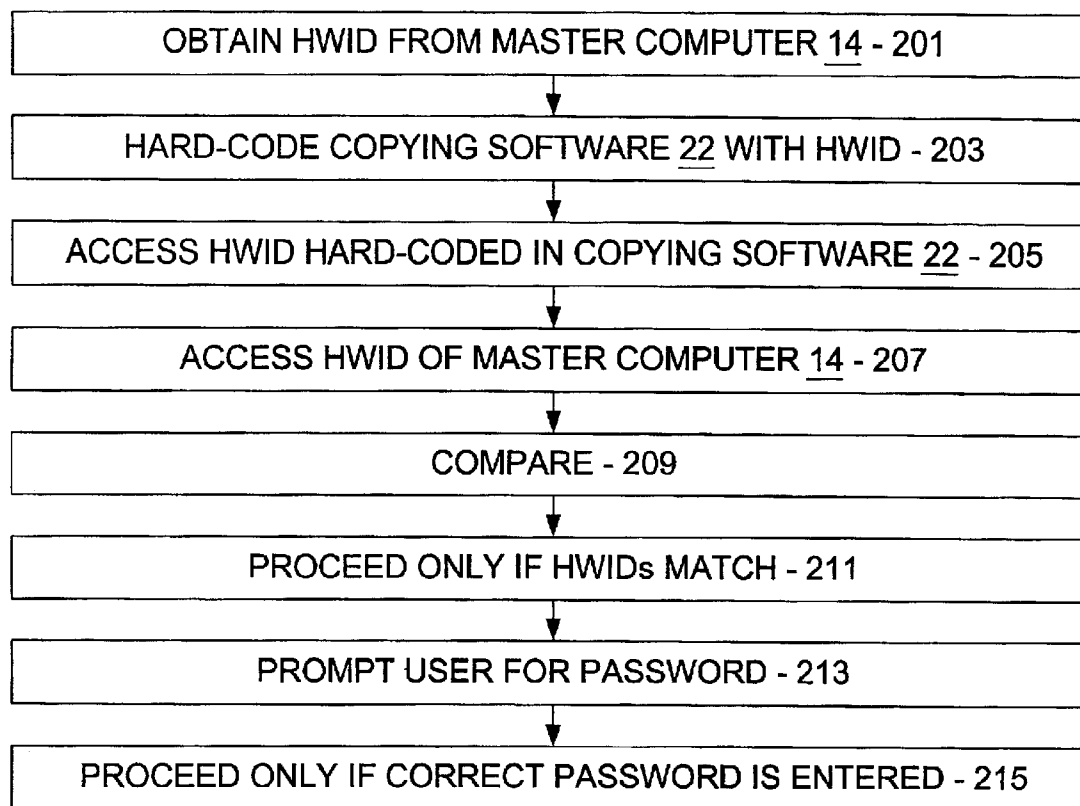 OBTAIN HWID FROM MASTER COMPUTER 14 - 201
HARD-CODE COPYING SOFTWARE 22 WITH HWID - 203
ACCESS HWID HARD-CODED IN COPYING SOFTWARE 22 - 205
ACCESS HWID OF MASTER COMPUTER 14 - 207
COMPARE - 209
PROCEED ONLY IF HWIDs MATCH - 211
PROMPT USER FOR PASSWORD - 213
PROCEED ONLY IF CORRECT PASSWORD IS ENTERED - 215